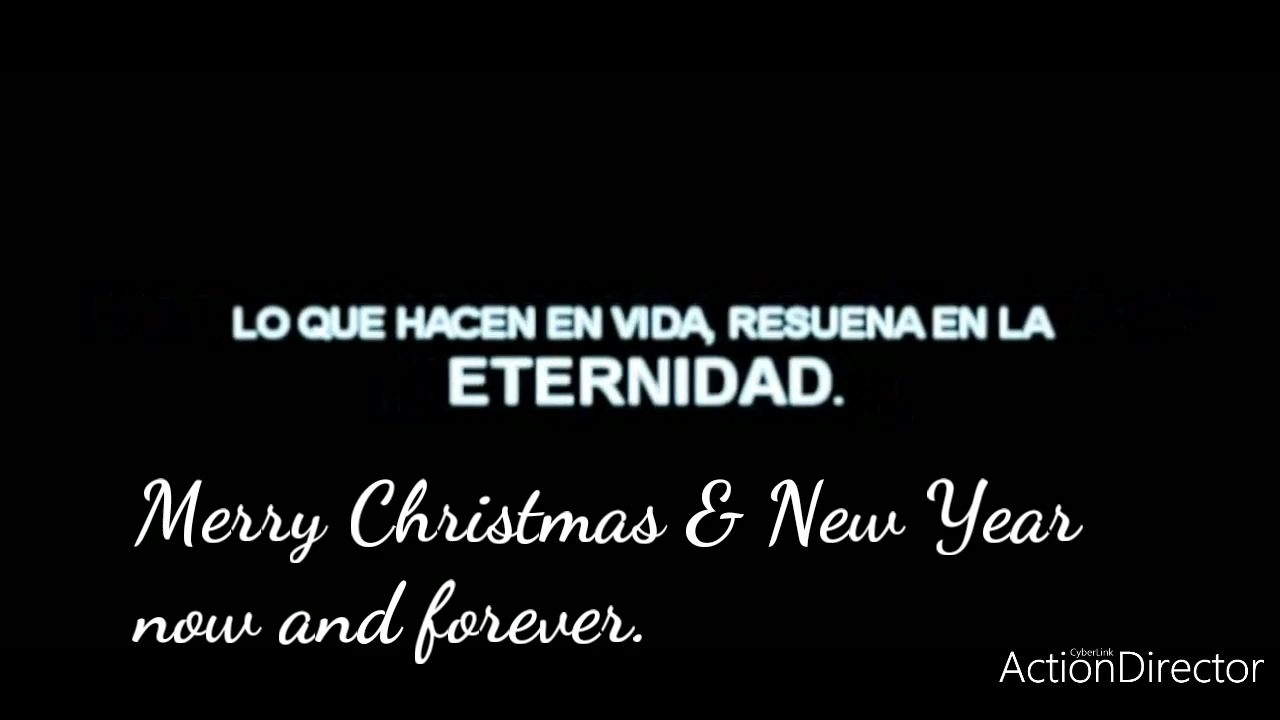 LO QUE HACEN EN VIDA, RESUENA EN LA
ETERNIDAD.
Merry Christmas & New Year
now and forever.
CyberLink
ActionDirector